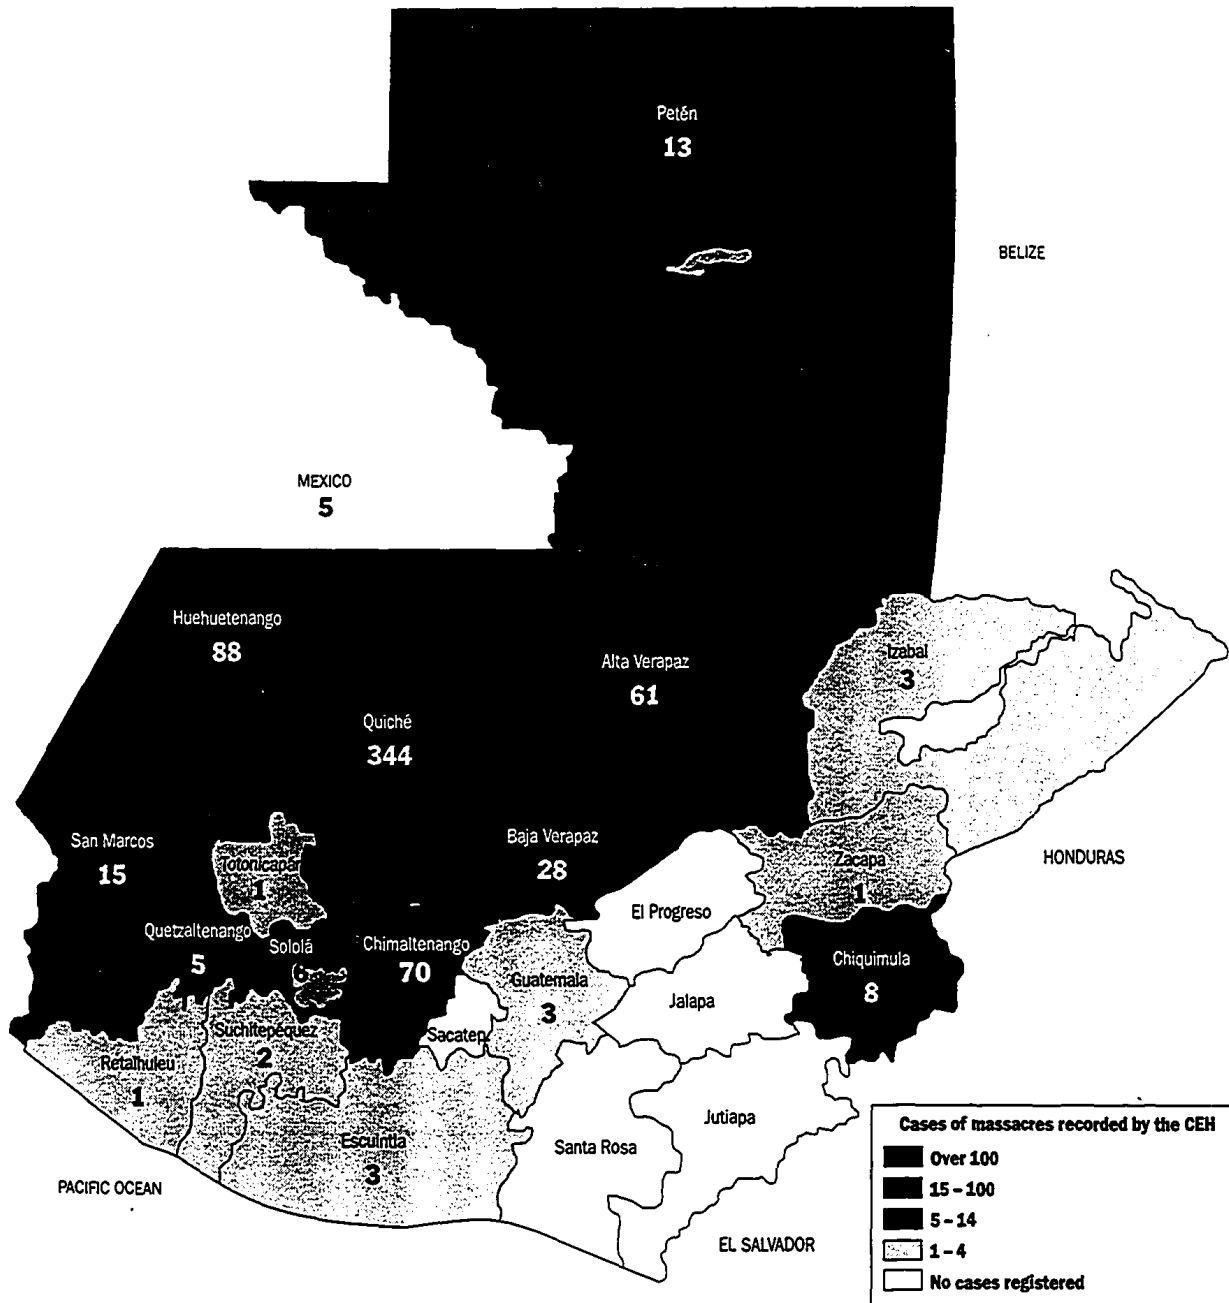 Petén
13
BELIZE
MEXICO
5
Huehuetenango
88
Alta Verapaz
61
Izabal
3
Quiché
344
San Marcos
15
Totonicapán
1
Baja Verapaz
28
Zacapa
1
HONDURAS
El Progreso
Quetzaltenango
5
Sololá
6
Chimaltenango
70
Guatemala
3
Chiquimula
8
Jalapa
Sacatep.
Suchitepéquez
2
Retalhuleu
1
Jutiapa
Escuintla
3
Santa Rosa
PACIFIC OCEAN
EL SALVADOR
Cases of massacres recorded by the CEH
Over 100
15 – 100
5 – 14
1 – 4
No cases registered